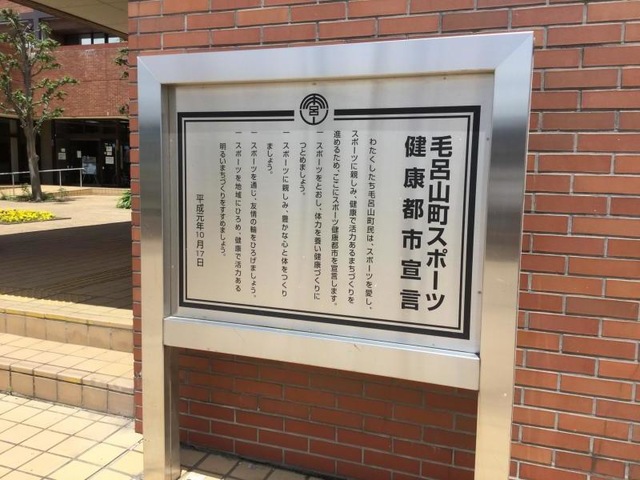 毛呂山町スポーツ
健康都市宣言
わたくしたち毛呂山町民は、スポーツを愛し、
スポーツに親しみ、健康で活力あるまちづくりを
進めるため、ここにスポーツ健康都市を宣言します。
一 スポーツをとおし、体力を養い健康づくりに
つとめましょう。
一 スポーツに親しみ、豊かな心と体をつくり
ましょう。
一 スポーツを通じ、友情の輪をひろげましょう。
一 スポーツを地域にひろめ、健康で活力ある
明るいまちづくりをすすめましょう。
平成元年10月17日